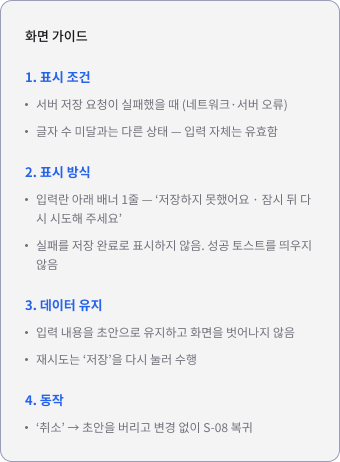 화면 가이드
1. 표시 조건
• 서버 저장 요청이 실패했을 때 (네트워크·서버 오류)
• 글자 수 미달과는 다른 상태 — 입력 자체는 유효함
2. 표시 방식
• 입력란 아래 배너 1줄 — ‘저장하지 못했어요 · 잠시 뒤 다
시 시도해 주세요’
• 실패를 저장 완료로 표시하지 않음. 성공 토스트를 띄우지
않음
3. 데이터 유지
• 입력 내용을 초안으로 유지하고 화면을 벗어나지 않음
• 재시도는 ‘저장’을 다시 눌러 수행
4. 동작
• ‘취소’ → 초안을 버리고 변경 없이 S-08 복귀